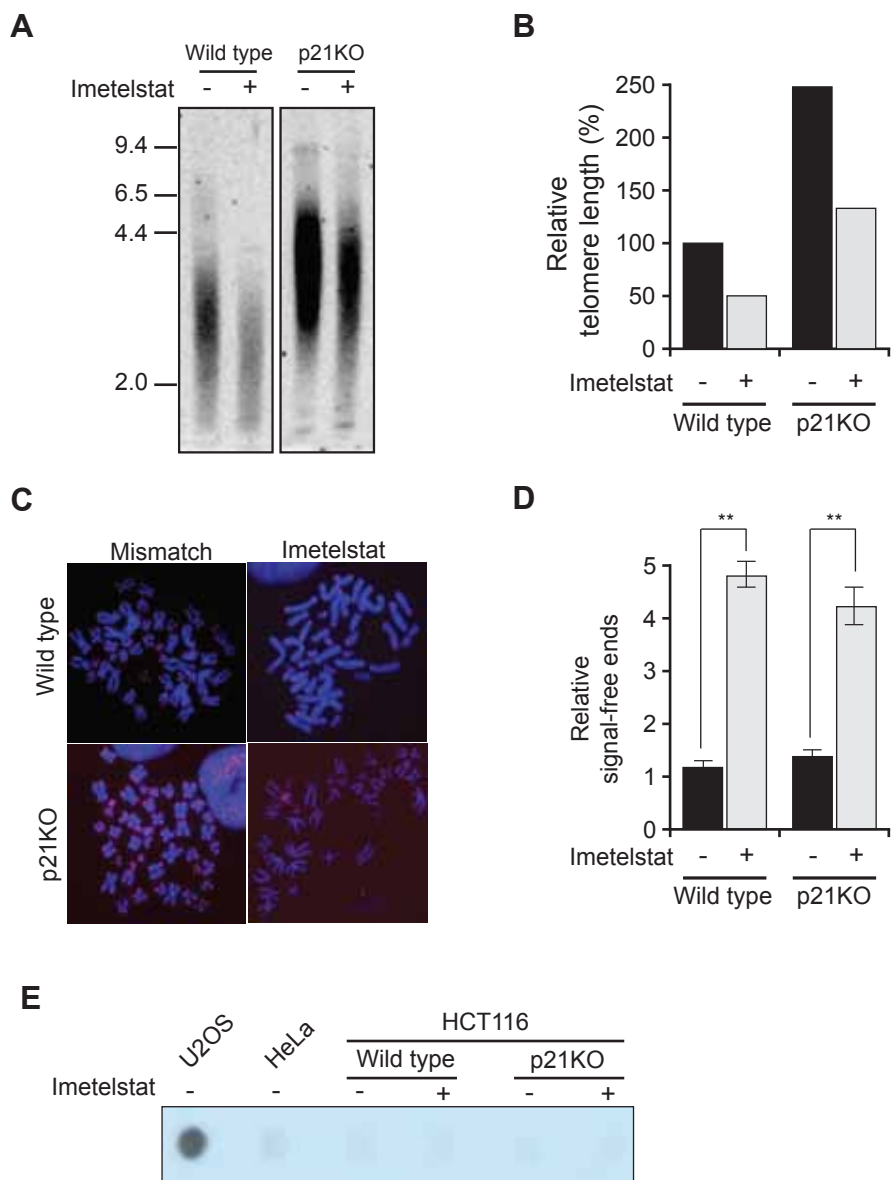 A
Wild type p21KO
Imetelstat - + - +
9.4
6.5
4.4
2.0
B
Relative
telomere length (%)
250
200
150
100
50
0
Imetelstat - + - +
Wild type p21KO
C
Mismatch Imetelstat
Wild type
p21KO
D
**
**
Relative
signal-free ends
5
4
3
2
1
0
Imetelstat - + - +
Wild type p21KO
E
U2OS HeLa HCT116
Wild type p21KO
Imetelstat - - - + - +